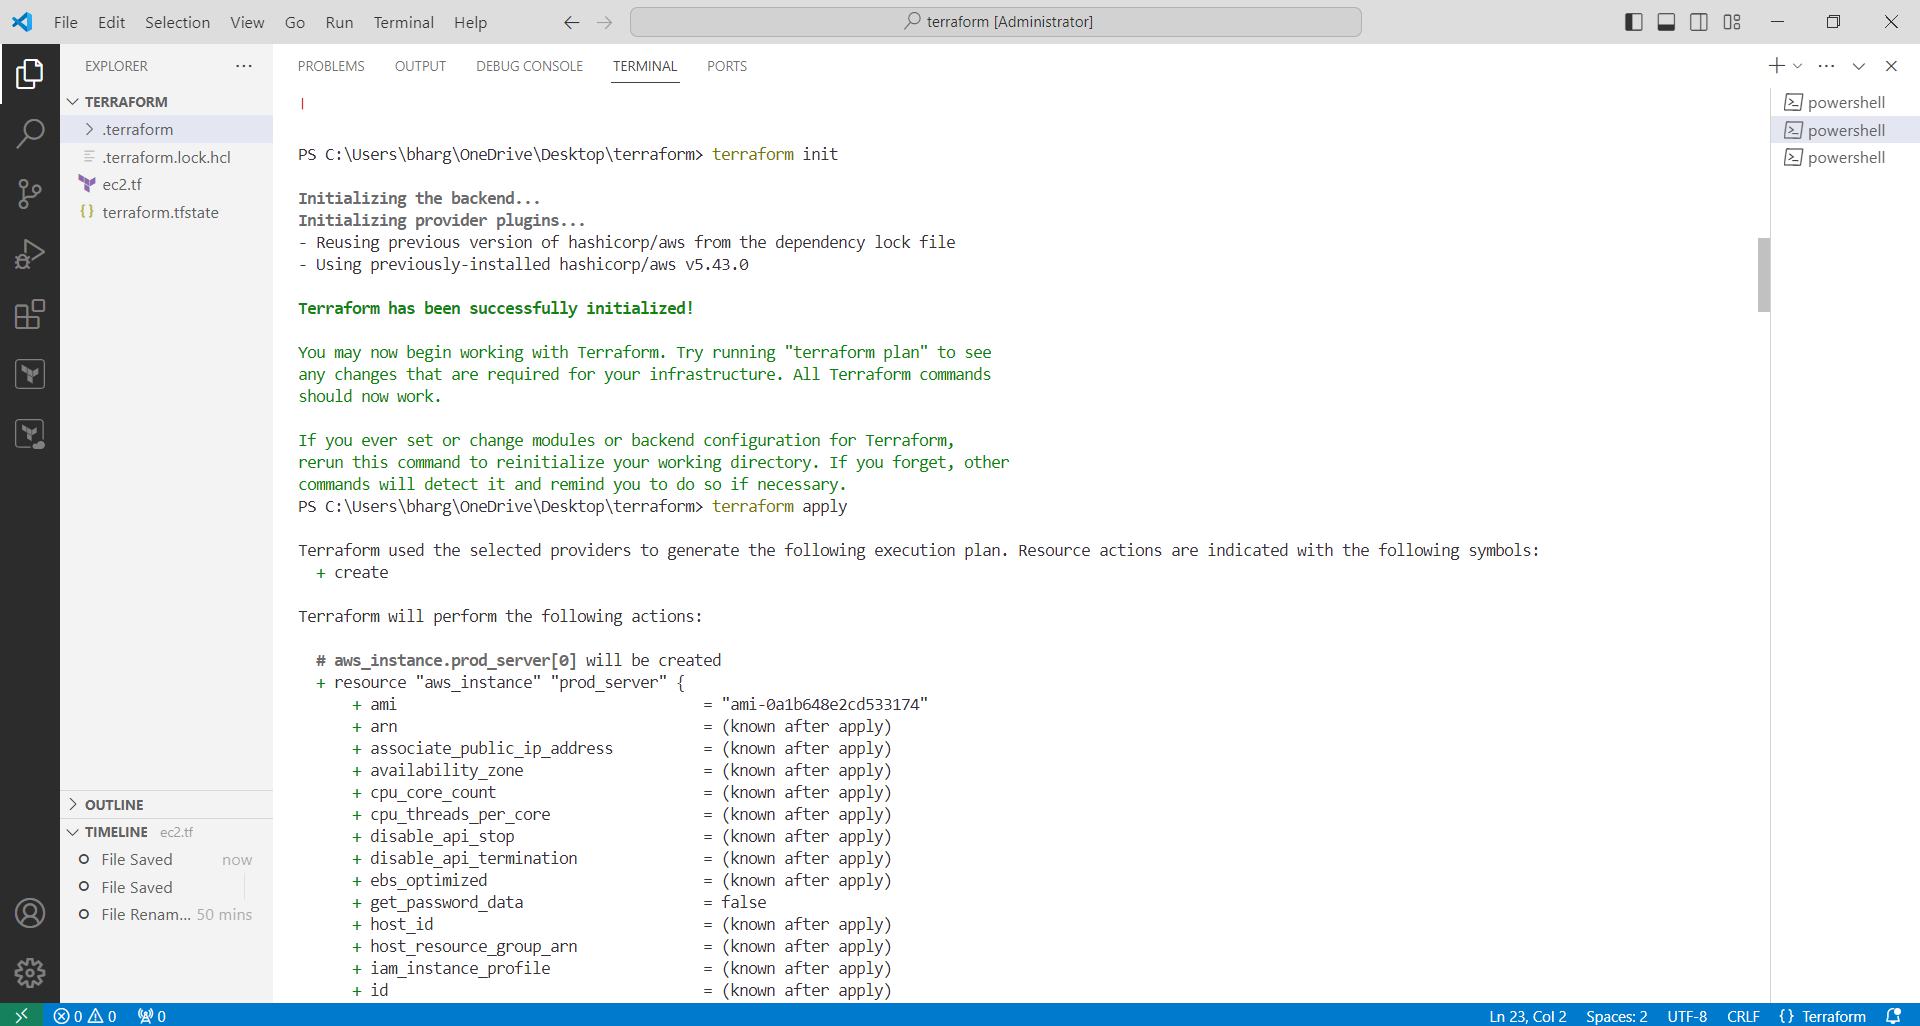 File Edit Selection View Go Run Terminal Help
terraform [Administrator]
EXPLORER
TERRAFORM
.terraform
.terraform.lock.hcl
ec2.tf
terraform.tfstate
OUTLINE
TIMELINE ec2.tf
File Saved now
File Saved
File Renam... 50 mins
PROBLEMS OUTPUT DEBUG CONSOLE TERMINAL PORTS
PS C:\Users\bharg\OneDrive\Desktop\terraform> terraform init
Initializing the backend...
Initializing provider plugins...
- Reusing previous version of hashicorp/aws from the dependency lock file
- Using previously-installed hashicorp/aws v5.43.0
Terraform has been successfully initialized!
You may now begin working with Terraform. Try running "terraform plan" to see
any changes that are required for your infrastructure. All Terraform commands
should now work.
If you ever set or change modules or backend configuration for Terraform,
rerun this command to reinitialize your working directory. If you forget, other
commands will detect it and remind you to do so if necessary.
PS C:\Users\bharg\OneDrive\Desktop\terraform> terraform apply
Terraform used the selected providers to generate the following execution plan. Resource actions are indicated with the following symbols:
+ create
Terraform will perform the following actions:
# aws_instance.prod_server[0] will be created
+ resource "aws_instance" "prod_server" {
+ ami = "ami-0a1b648e2cd533174"
+ arn = (known after apply)
+ associate_public_ip_address = (known after apply)
+ availability_zone = (known after apply)
+ cpu_core_count = (known after apply)
+ cpu_threads_per_core = (known after apply)
+ disable_api_stop = (known after apply)
+ disable_api_termination = (known after apply)
+ ebs_optimized = (known after apply)
+ get_password_data = false
+ host_id = (known after apply)
+ host_resource_group_arn = (known after apply)
+ iam_instance_profile = (known after apply)
+ id = (known after apply)
powershell
powershell
powershell
0 0 0
Ln 23, Col 2 Spaces: 2 UTF-8 CRLF {} Terraform